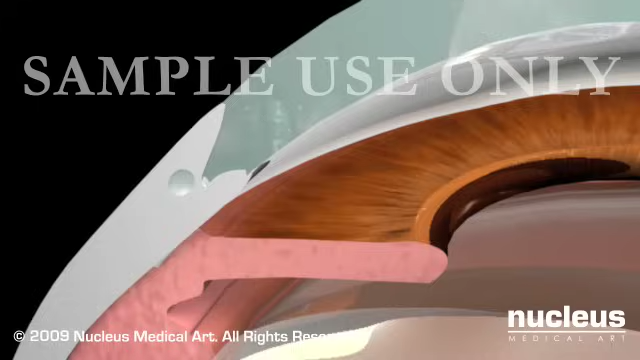 SAMPLE USE ONLY
nucleus
MEDICAL ART
© 2009 Nucleus Medical Art. All Rights